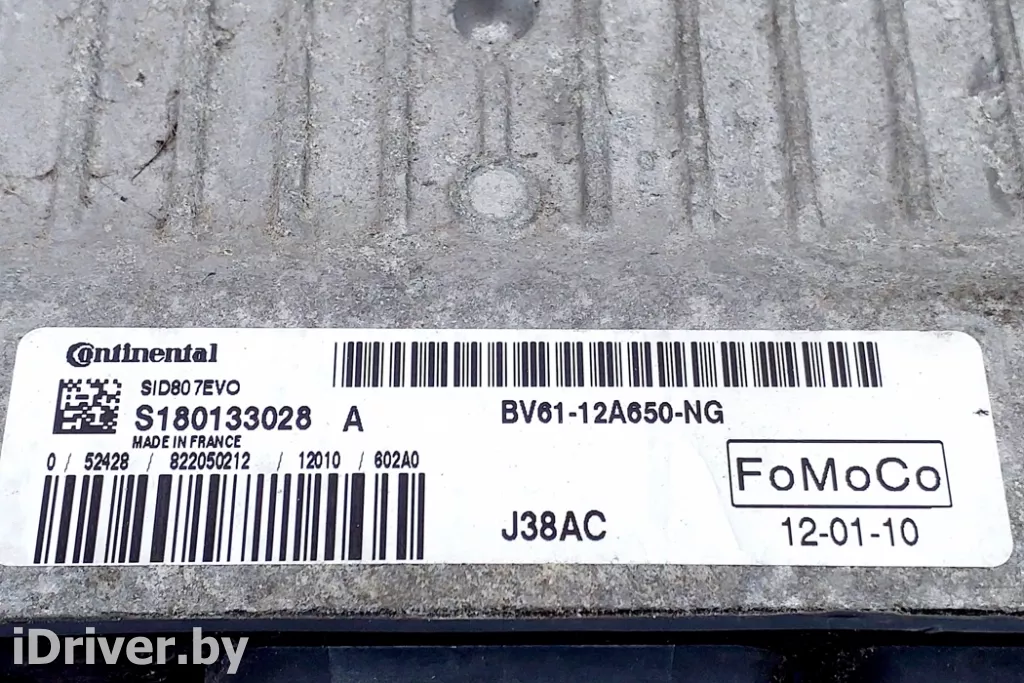 Continental
SID807EVO
S180133028 A
MADE IN FRANCE
0 / 52428 / 822050212 / 12010 / 602A0
BV61-12A650-NG
FoMoCo
J38AC
12-01-10
iDriver.by